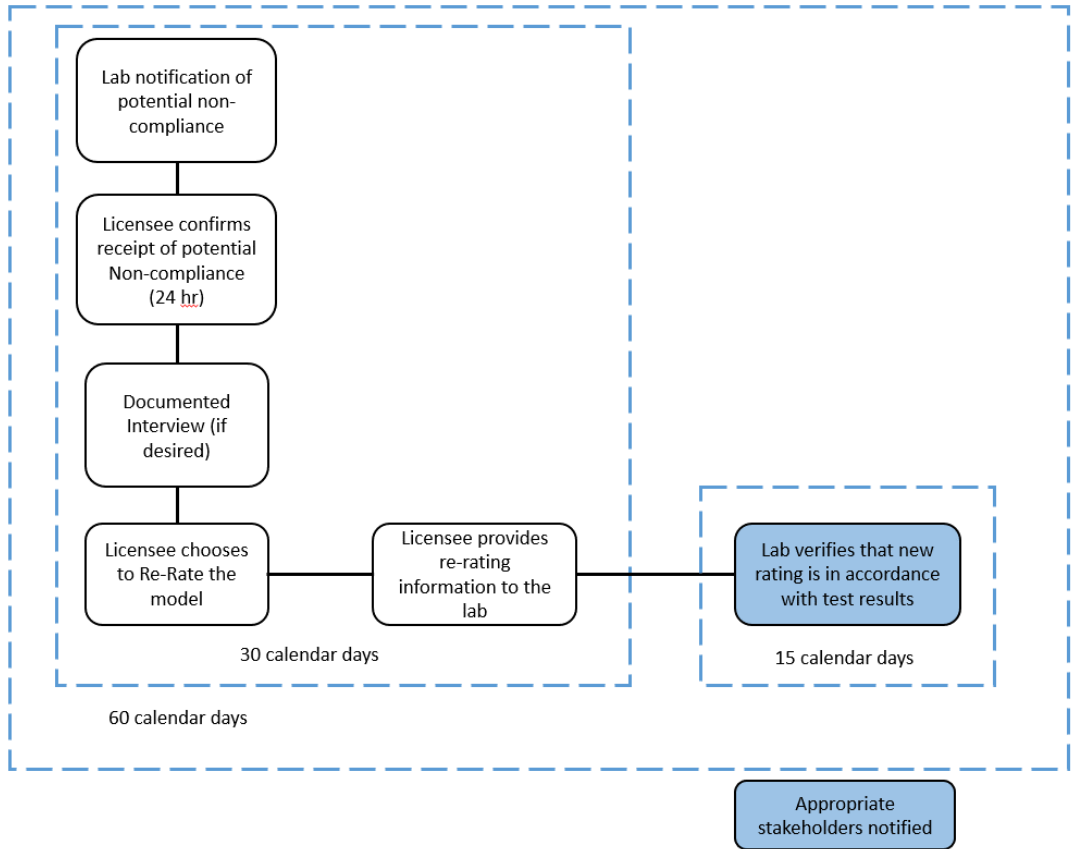 Lab notification of
potential non-
compliance
Licensee confirms
receipt of potential
Non-compliance
(24 hr)
Documented
Interview (if
desired)
Licensee chooses
to Re-Rate the
model
Licensee provides
re-rating
information to the
lab
Lab verifies that new
rating is in accordance
with test results
30 calendar days
15 calendar days
60 calendar days
Appropriate
stakeholders notified